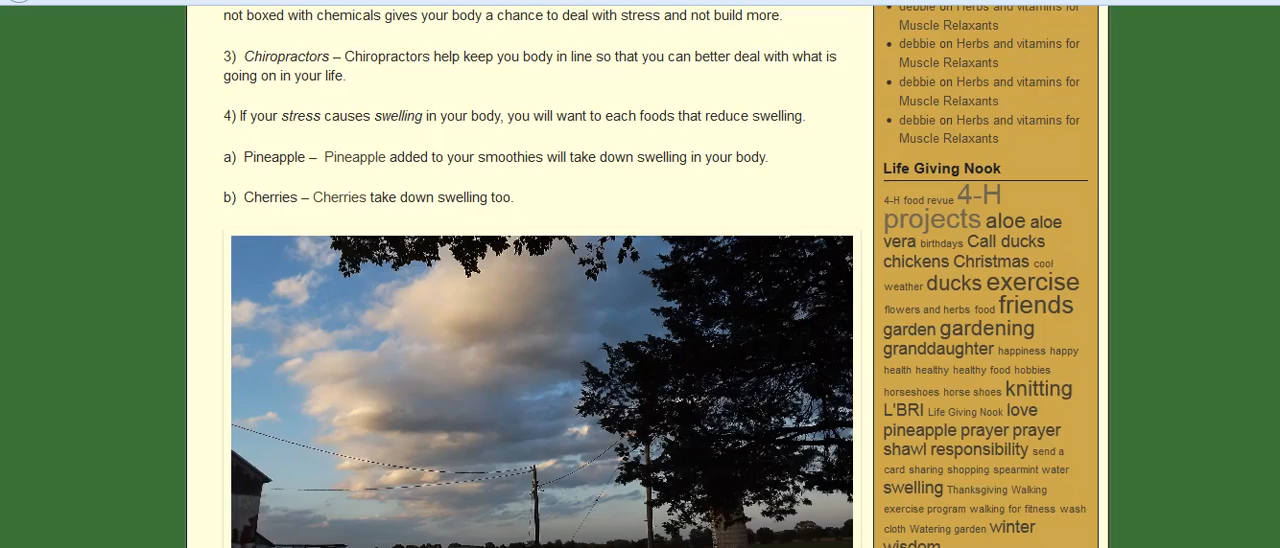 not boxed with chemicals gives your body a chance to deal with stress and not build more.
3) Chiropractors – Chiropractors help keep you body in line so that you can better deal with what is
going on in your life.
4) If your stress causes swelling in your body, you will want to each foods that reduce swelling.
a) Pineapple – Pineapple added to your smoothies will take down swelling in your body.
b) Cherries – Cherries take down swelling too.
debbie on Herbs and vitamins for
Muscle Relaxants
debbie on Herbs and vitamins for
Muscle Relaxants
debbie on Herbs and vitamins for
Muscle Relaxants
debbie on Herbs and vitamins for
Muscle Relaxants
Life Giving Nook
4-H food revue 4-H
projects aloe aloe
vera birthdays Call ducks
chickens Christmas cool
weather ducks exercise
flowers and herbs food friends
garden gardening
granddaughter happiness happy
health healthy healthy food hobbies
horseshoes horse shoes knitting
L'BRI Life Giving Nook love
pineapple prayer prayer
shawl responsibility send a
card sharing shopping spearmint water
swelling Thanksgiving Walking
exercise program walking for fitness wash
cloth Watering garden winter
wisdom